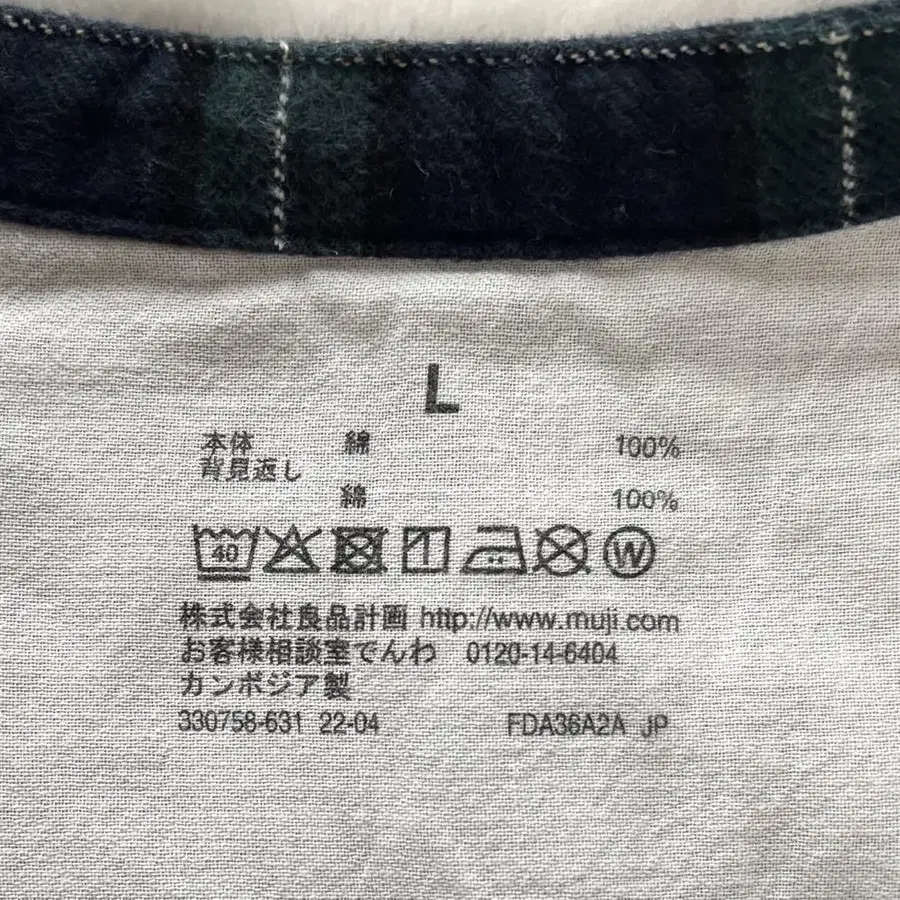 L
本体 綿 100%
背見返し
綿 100%
40 W
株式会社良品計画 http://www.muji.com
お客様相談室でんわ 0120-14-6404
カンボジア製
330758-631 22-04 FDA36A2A JP